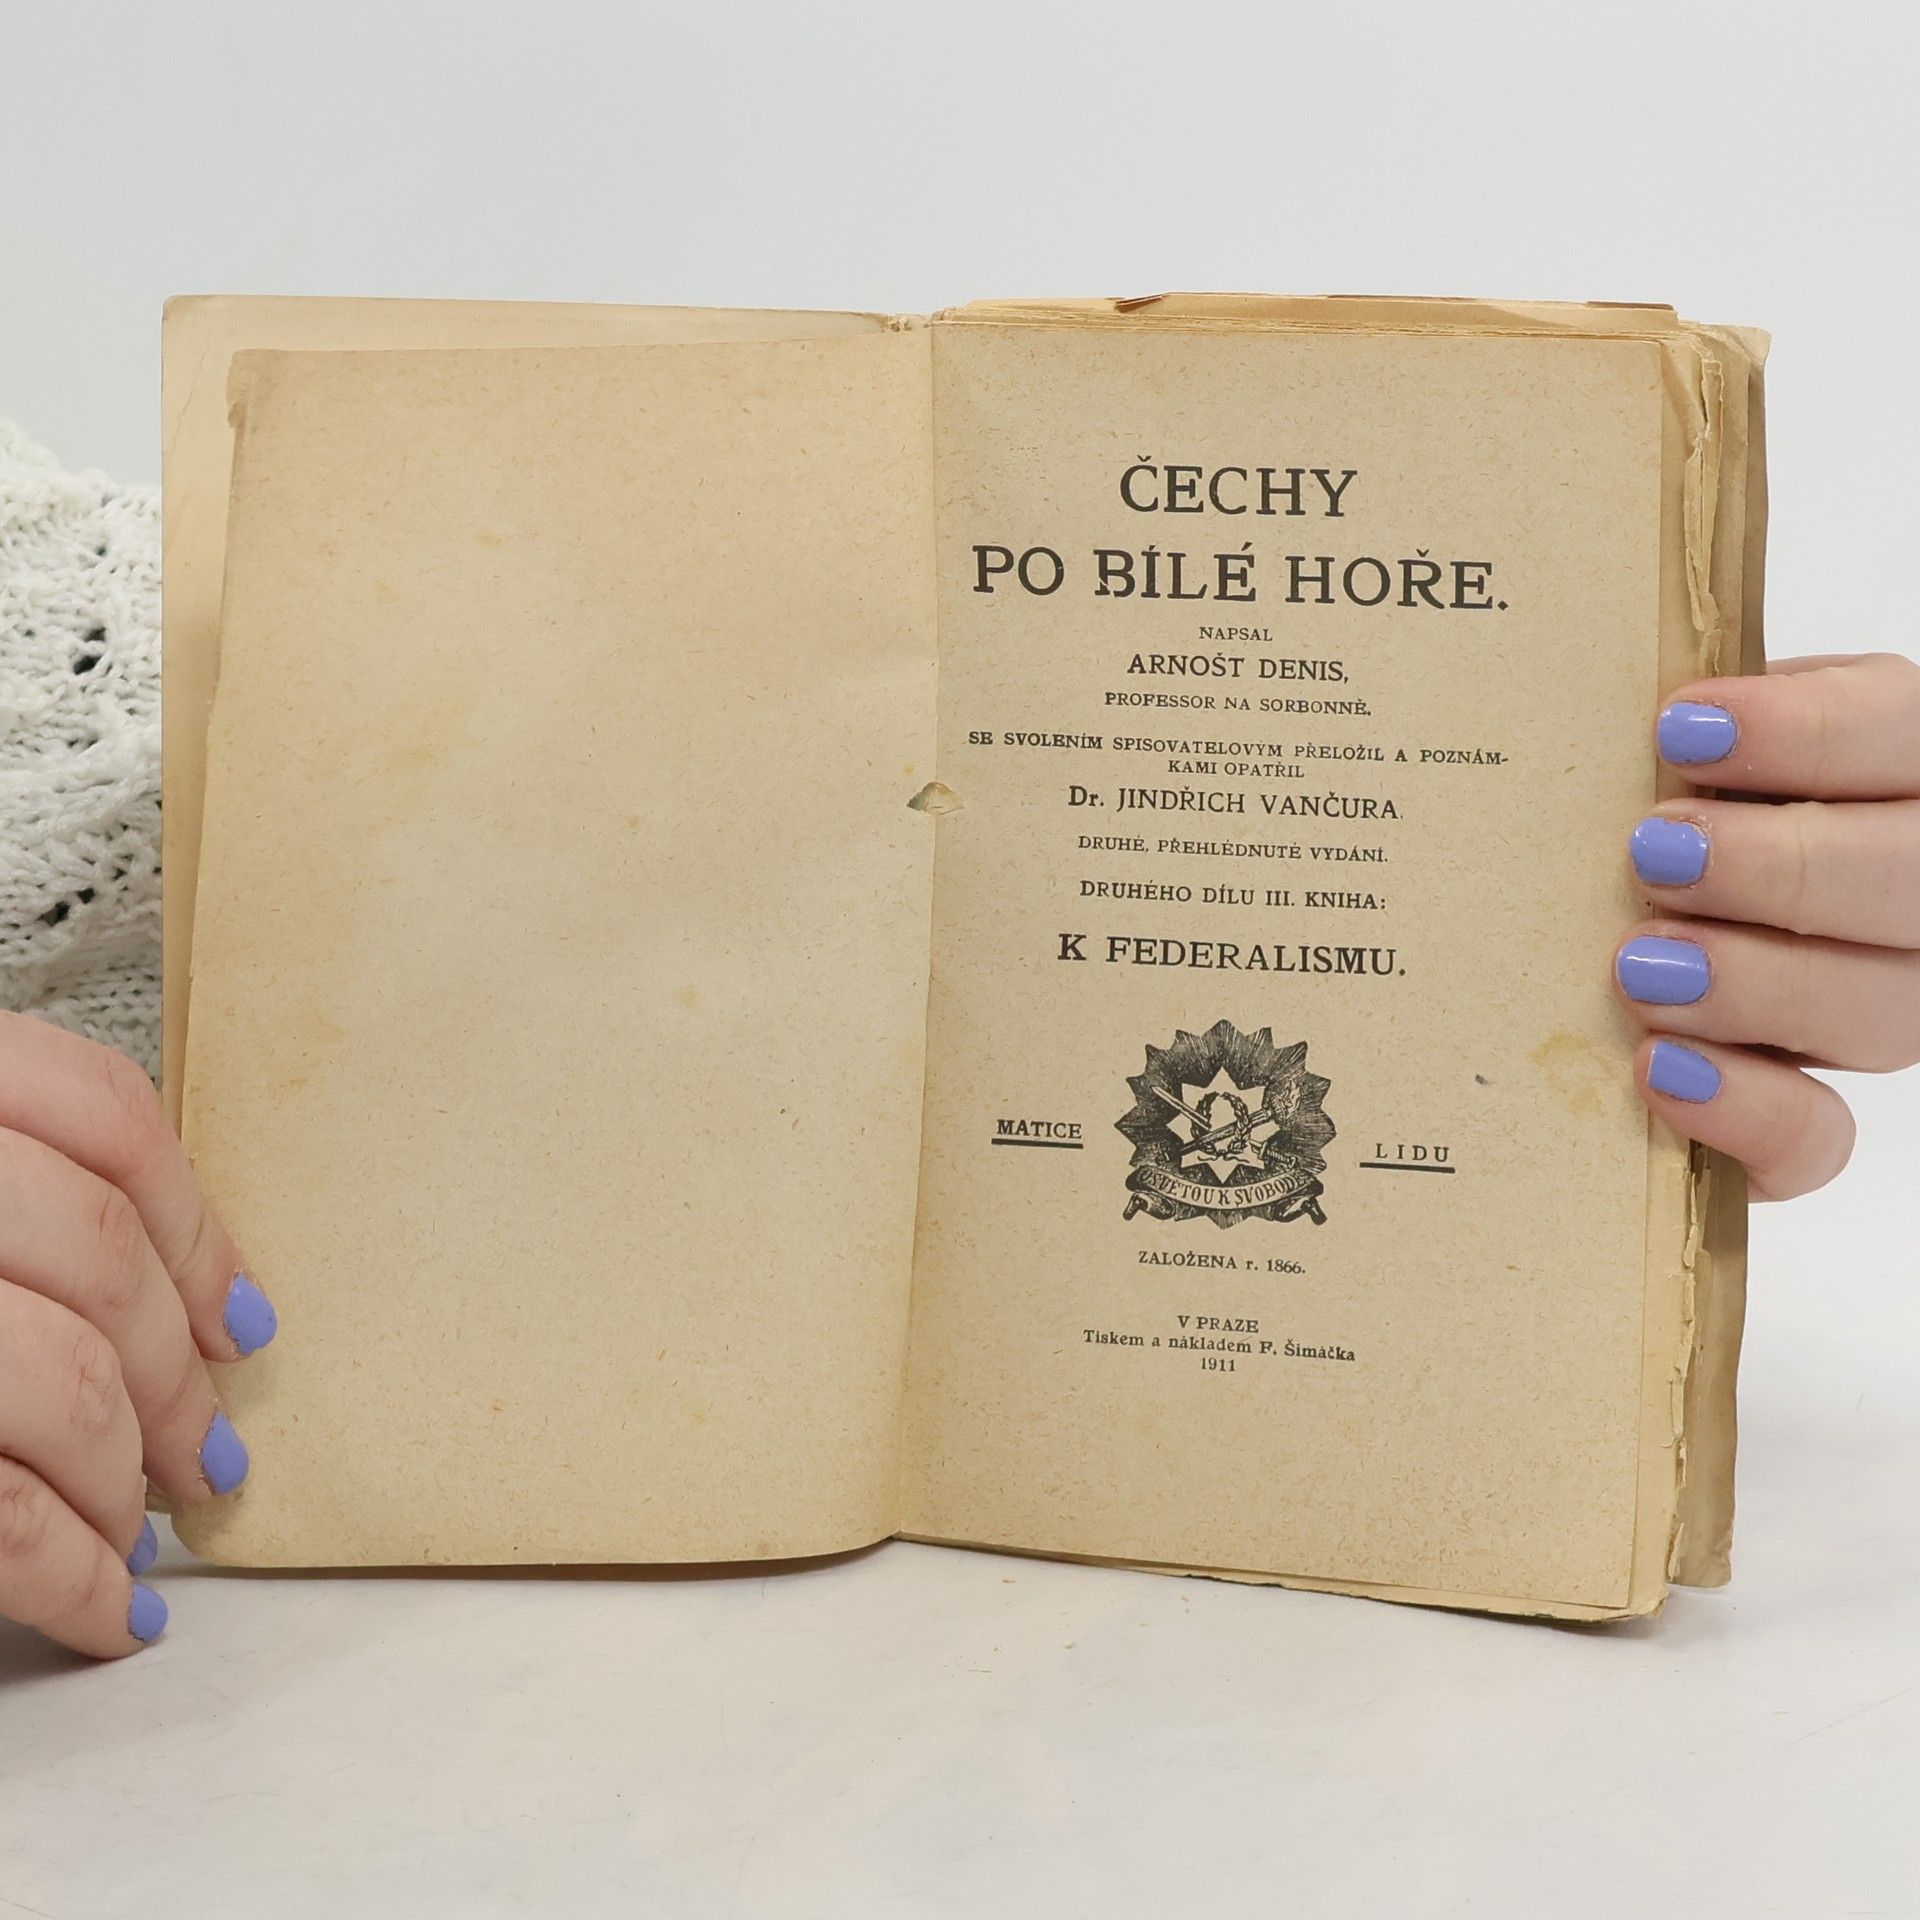 ČECHY
PO BÍLÉ HOŘE.
NAPSAL
ARNOŠT DENIS,
PROFESSOR NA SORBONNĚ.
SE SVOLENÍM SPISOVATELOVÝM PŘELOŽIL A POZNÁM-
KAMI OPATŘIL
Dr. JINDŘICH VANČURA.
DRUHÉ, PŘEHLÉDNUTÉ VYDÁNÍ.
DRUHÉHO DÍLU III. KNIHA:
K FEDERALISMU.
MATICE LIDU
OSVĚTOU K SVOBODĚ
ZALOŽENA r. 1866.
V PRAZE
Tiskem a nákladem F. Šimáčka
1911